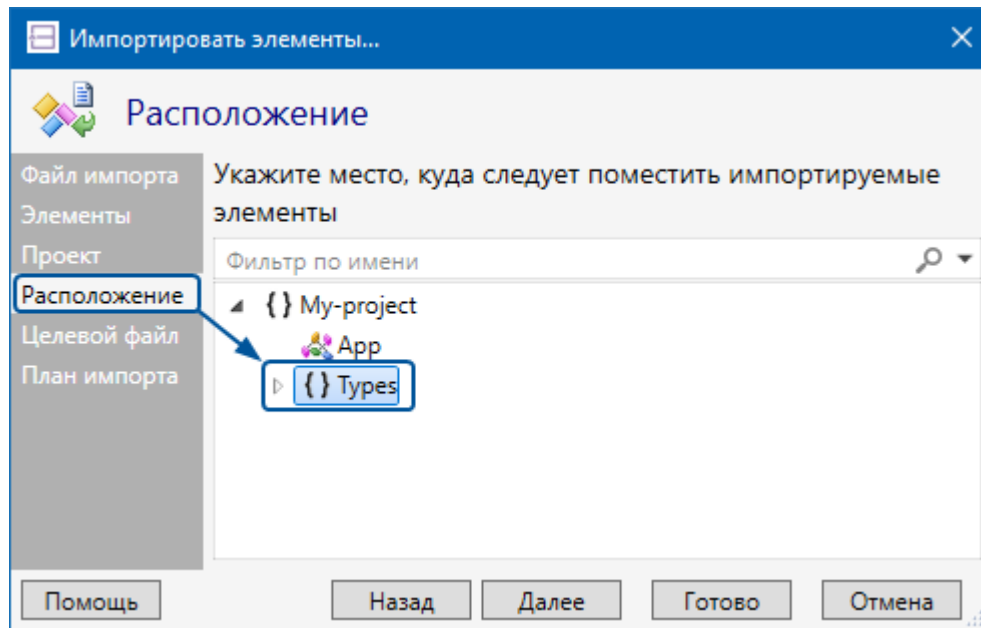 Импортировать элементы...
Расположение
Файл импорта
Элементы
Проект
Расположение
Целевой файл
План импорта
Укажите место, куда следует поместить импортируемые
элементы
Фильтр по имени
{ } My-project
App
{ } Types
Помощь
Назад
Далее
Готово
Отмена